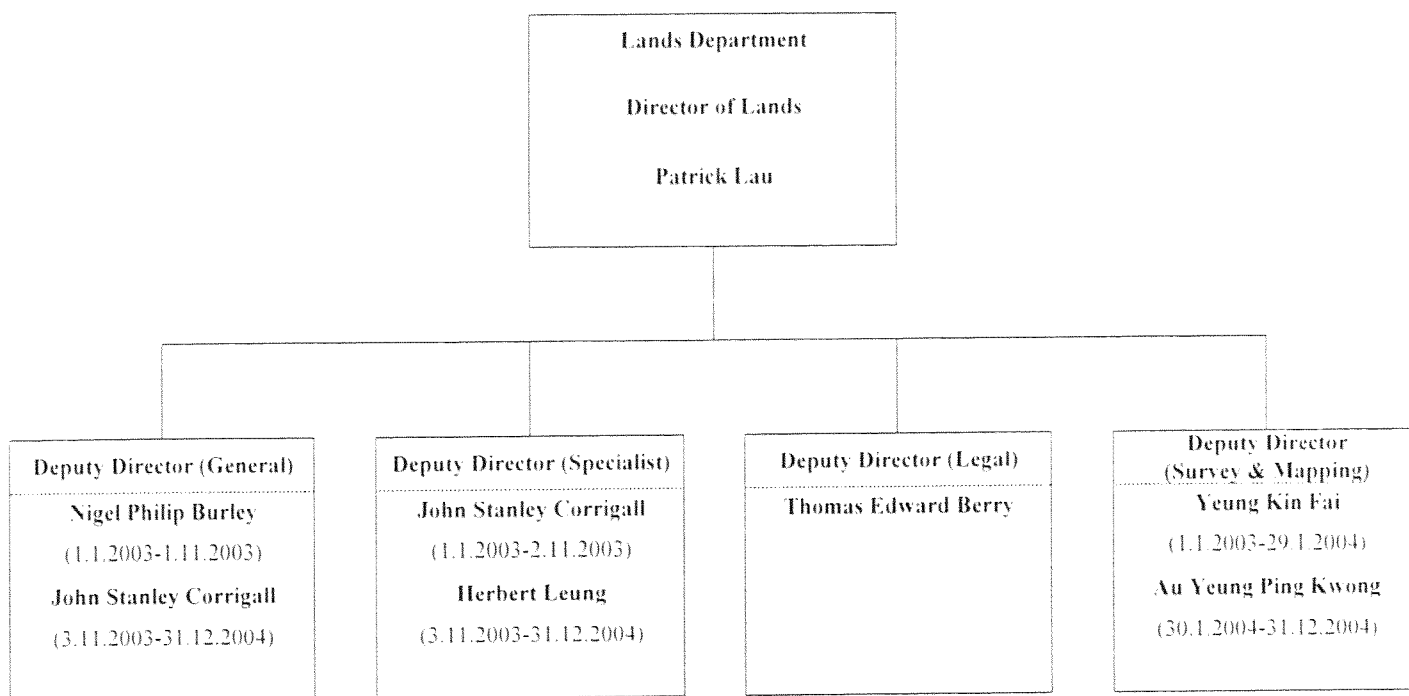 Lands Department
Director of Lands
Patrick Lau
Deputy Director (General)
Nigel Philip Burley
(1.1.2003-1.11.2003)
John Stanley Corrigall
(3.11.2003-31.12.2004)
Deputy Director (Specialist)
John Stanley Corrigall
(1.1.2003-2.11.2003)
Herbert Leung
(3.11.2003-31.12.2004)
Deputy Director (Legal)
Thomas Edward Berry
Deputy Director
(Survey & Mapping)
Yeung Kin Fai
(1.1.2003-29.1.2004)
Au Yeung Ping Kwong
(30.1.2004-31.12.2004)